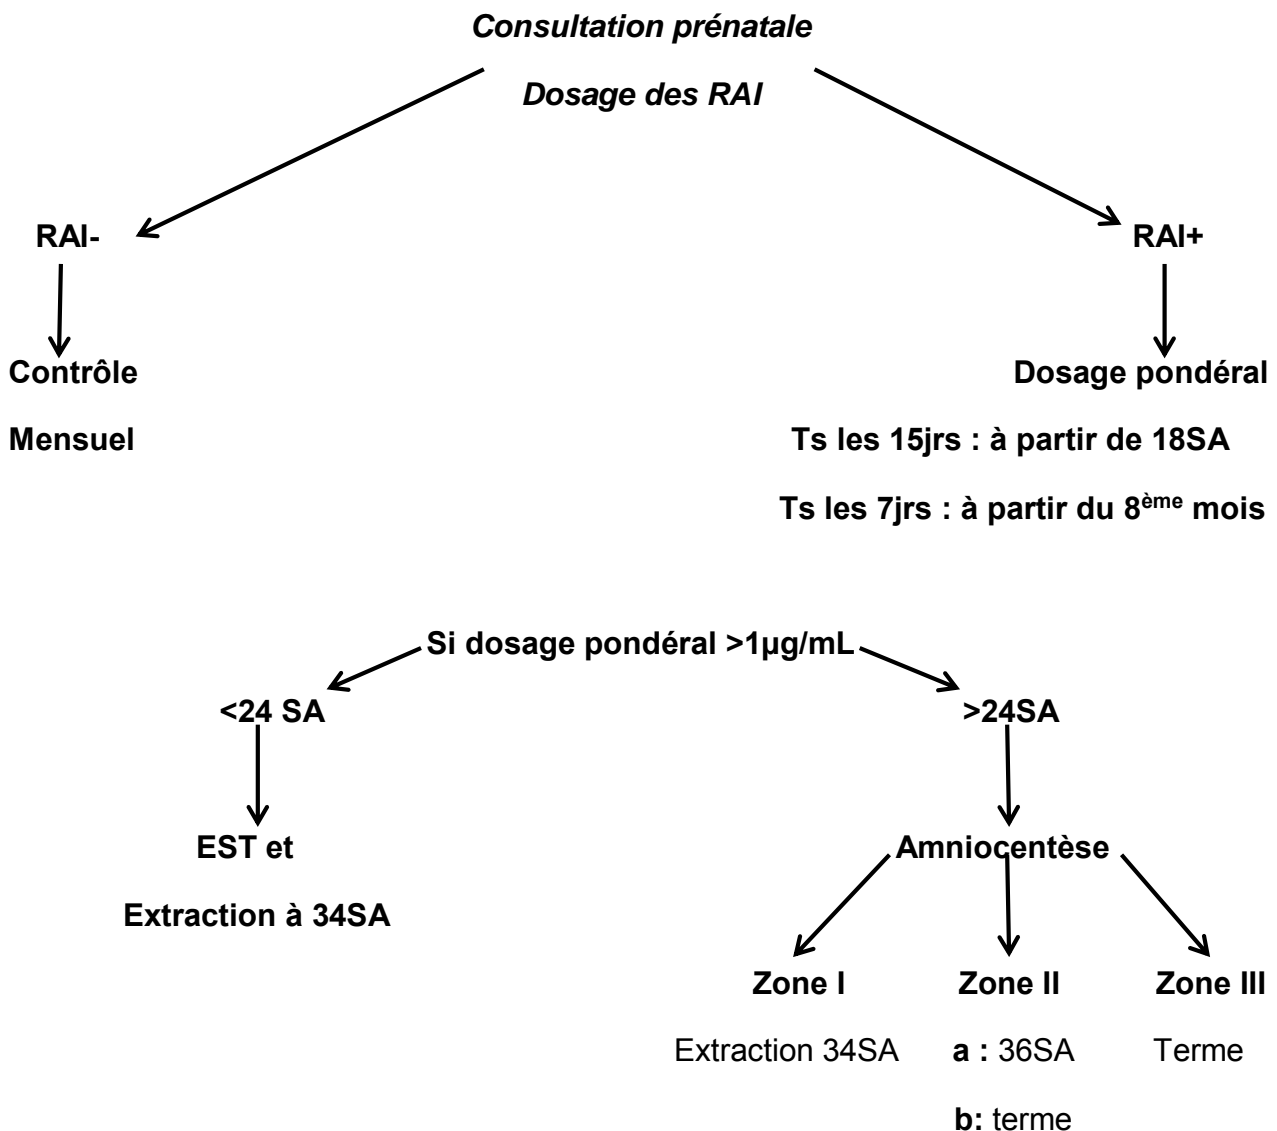 Consultation prénatale
Dosage des RAI
RAI- RAI+
Contrôle Dosage pondéral
Mensuel Ts les 15jrs : à partir de 18SA
Ts les 7jrs : à partir du 8ème mois
Si dosage pondéral >1µg/mL
<24 SA >24SA
EST et Amniocentèse
Extraction à 34SA
Zone I Zone II Zone III
Extraction 34SA a : 36SA Terme
b: terme